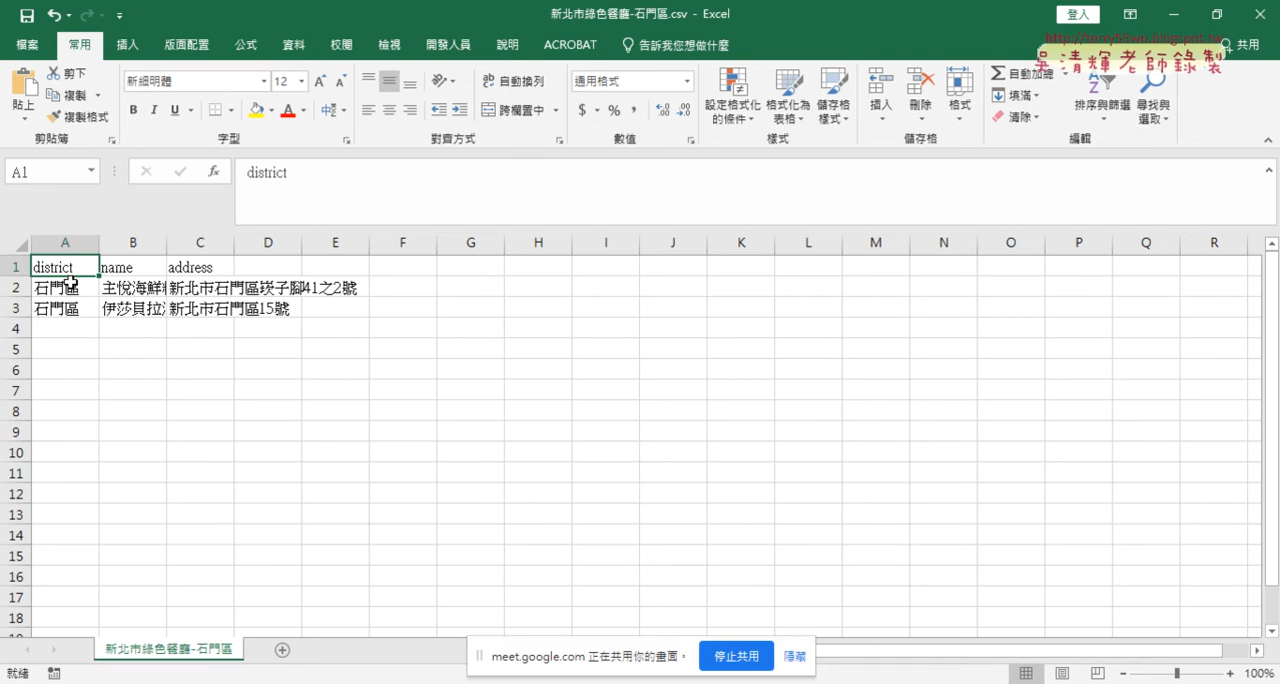 新北市綠色餐廳-石門區.csv - Excel
登入
http://terry55wu.blogspot.tw
吳清輝老師錄製
檔案 常用 插入 版面配置 公式 資料 校閱 檢視 開發人員 說明 ACROBAT 告訴我您想做什麼 共用
貼上 剪下 複製 複製格式
剪貼簿
新細明體 12
B I U A 中
字型
自動換列
跨欄置中
對齊方式
通用格式
$ % ,
數值
設定格式化的條件 格式化為表格 儲存格樣式
樣式
插入 刪除 格式
儲存格
自動加總
填滿
清除
排序與篩選 尋找與選取
編輯
A1 fx district
A B C D E F G H I J K L M N O P Q R
1 district name address
2 石門區 主悅海鮮 新北市石門區崁子腳41之2號
3 石門區 伊莎貝拉 新北市石門區15號
4
5
6
7
8
9
10
11
12
13
14
15
16
17
18
新北市綠色餐廳-石門區
meet.google.com 正在共用你的畫面。 停止共用 隱藏
就緒 100%